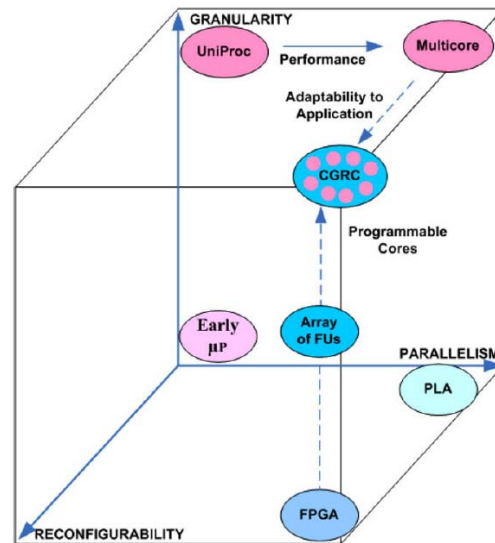 GRANULARITY
UniProc
Performance
Multicore
Adaptability to
Application
CGRC
Programmable
Cores
Early
μP
Array
of FUs
PARALLELISM
PLA
FPGA
RECONFIGURABILITY